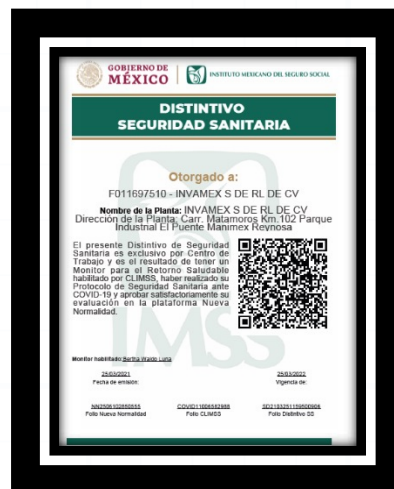 GOBIERNO DE
MÉXICO
INSTITUTO MEXICANO DEL SEGURO SOCIAL
DISTINTIVO
SEGURIDAD SANITARIA
Otorgado a:
F011697510 - INVAMEX S DE RL DE CV
Nombre de la Planta: INVAMEX S DE RL DE CV
Dirección de la Planta: Carr. Matamoros Km.102 Parque
Industrial El Puente Manimex Reynosa
El presente Distintivo de Seguridad
Sanitaria es exclusivo por Centro de
Trabajo y es el resultado de tener un
Monitor para el Retorno Saludable
habilitado por CLIMSS, haber realizado su
Protocolo de Seguridad Sanitaria ante
COVID-19 y aprobar satisfactoriamente su
evaluación en la plataforma Nueva
Normalidad.
IMSS
Monitor habilitado: Bertha Waldo Luna
25/03/2021
Fecha de emisión:
25/03/2022
Vigencia de:
Folio Nueva Normalidad
Folio CLIMSS
Folio Distintivo SS